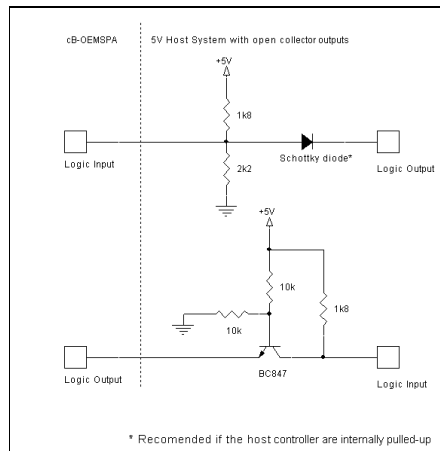 cB-OEMSPA 5V Host System with open collector outputs
+5V
1k8
Logic Input
Schottky diode*
Logic Output
2k2
+5V
10k
10k
1k8
Logic Output
BC847
Logic Input
* Recomended if the host controller are internally pulled-up